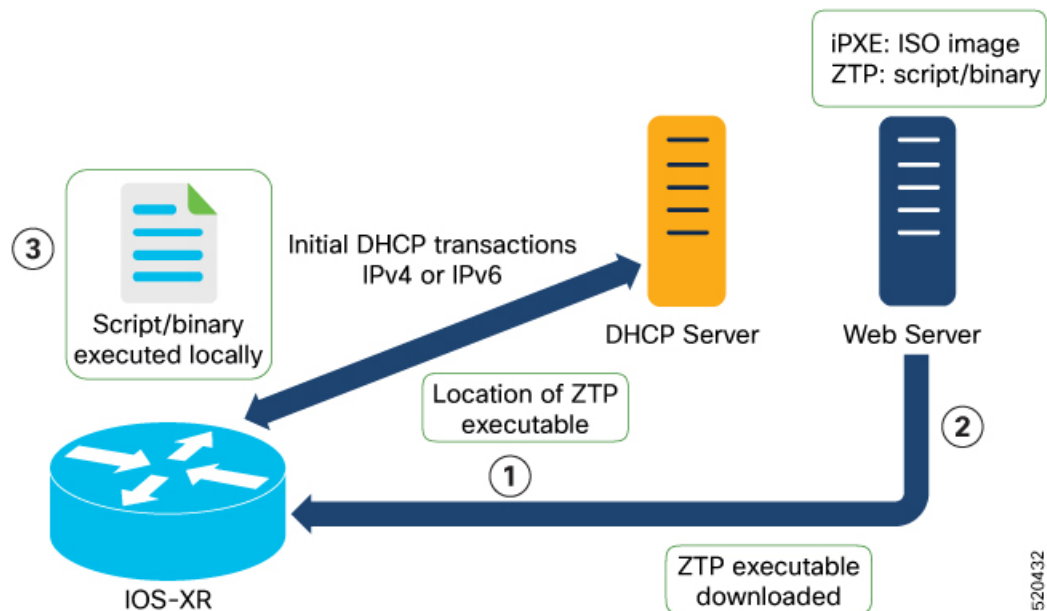 iPXE: ISO image
ZTP: script/binary
3
Script/binary
executed locally
Initial DHCP transactions
IPv4 or IPv6
DHCP Server
Web Server
Location of ZTP
executable
1
2
ZTP executable
downloaded
IOS-XR
520432